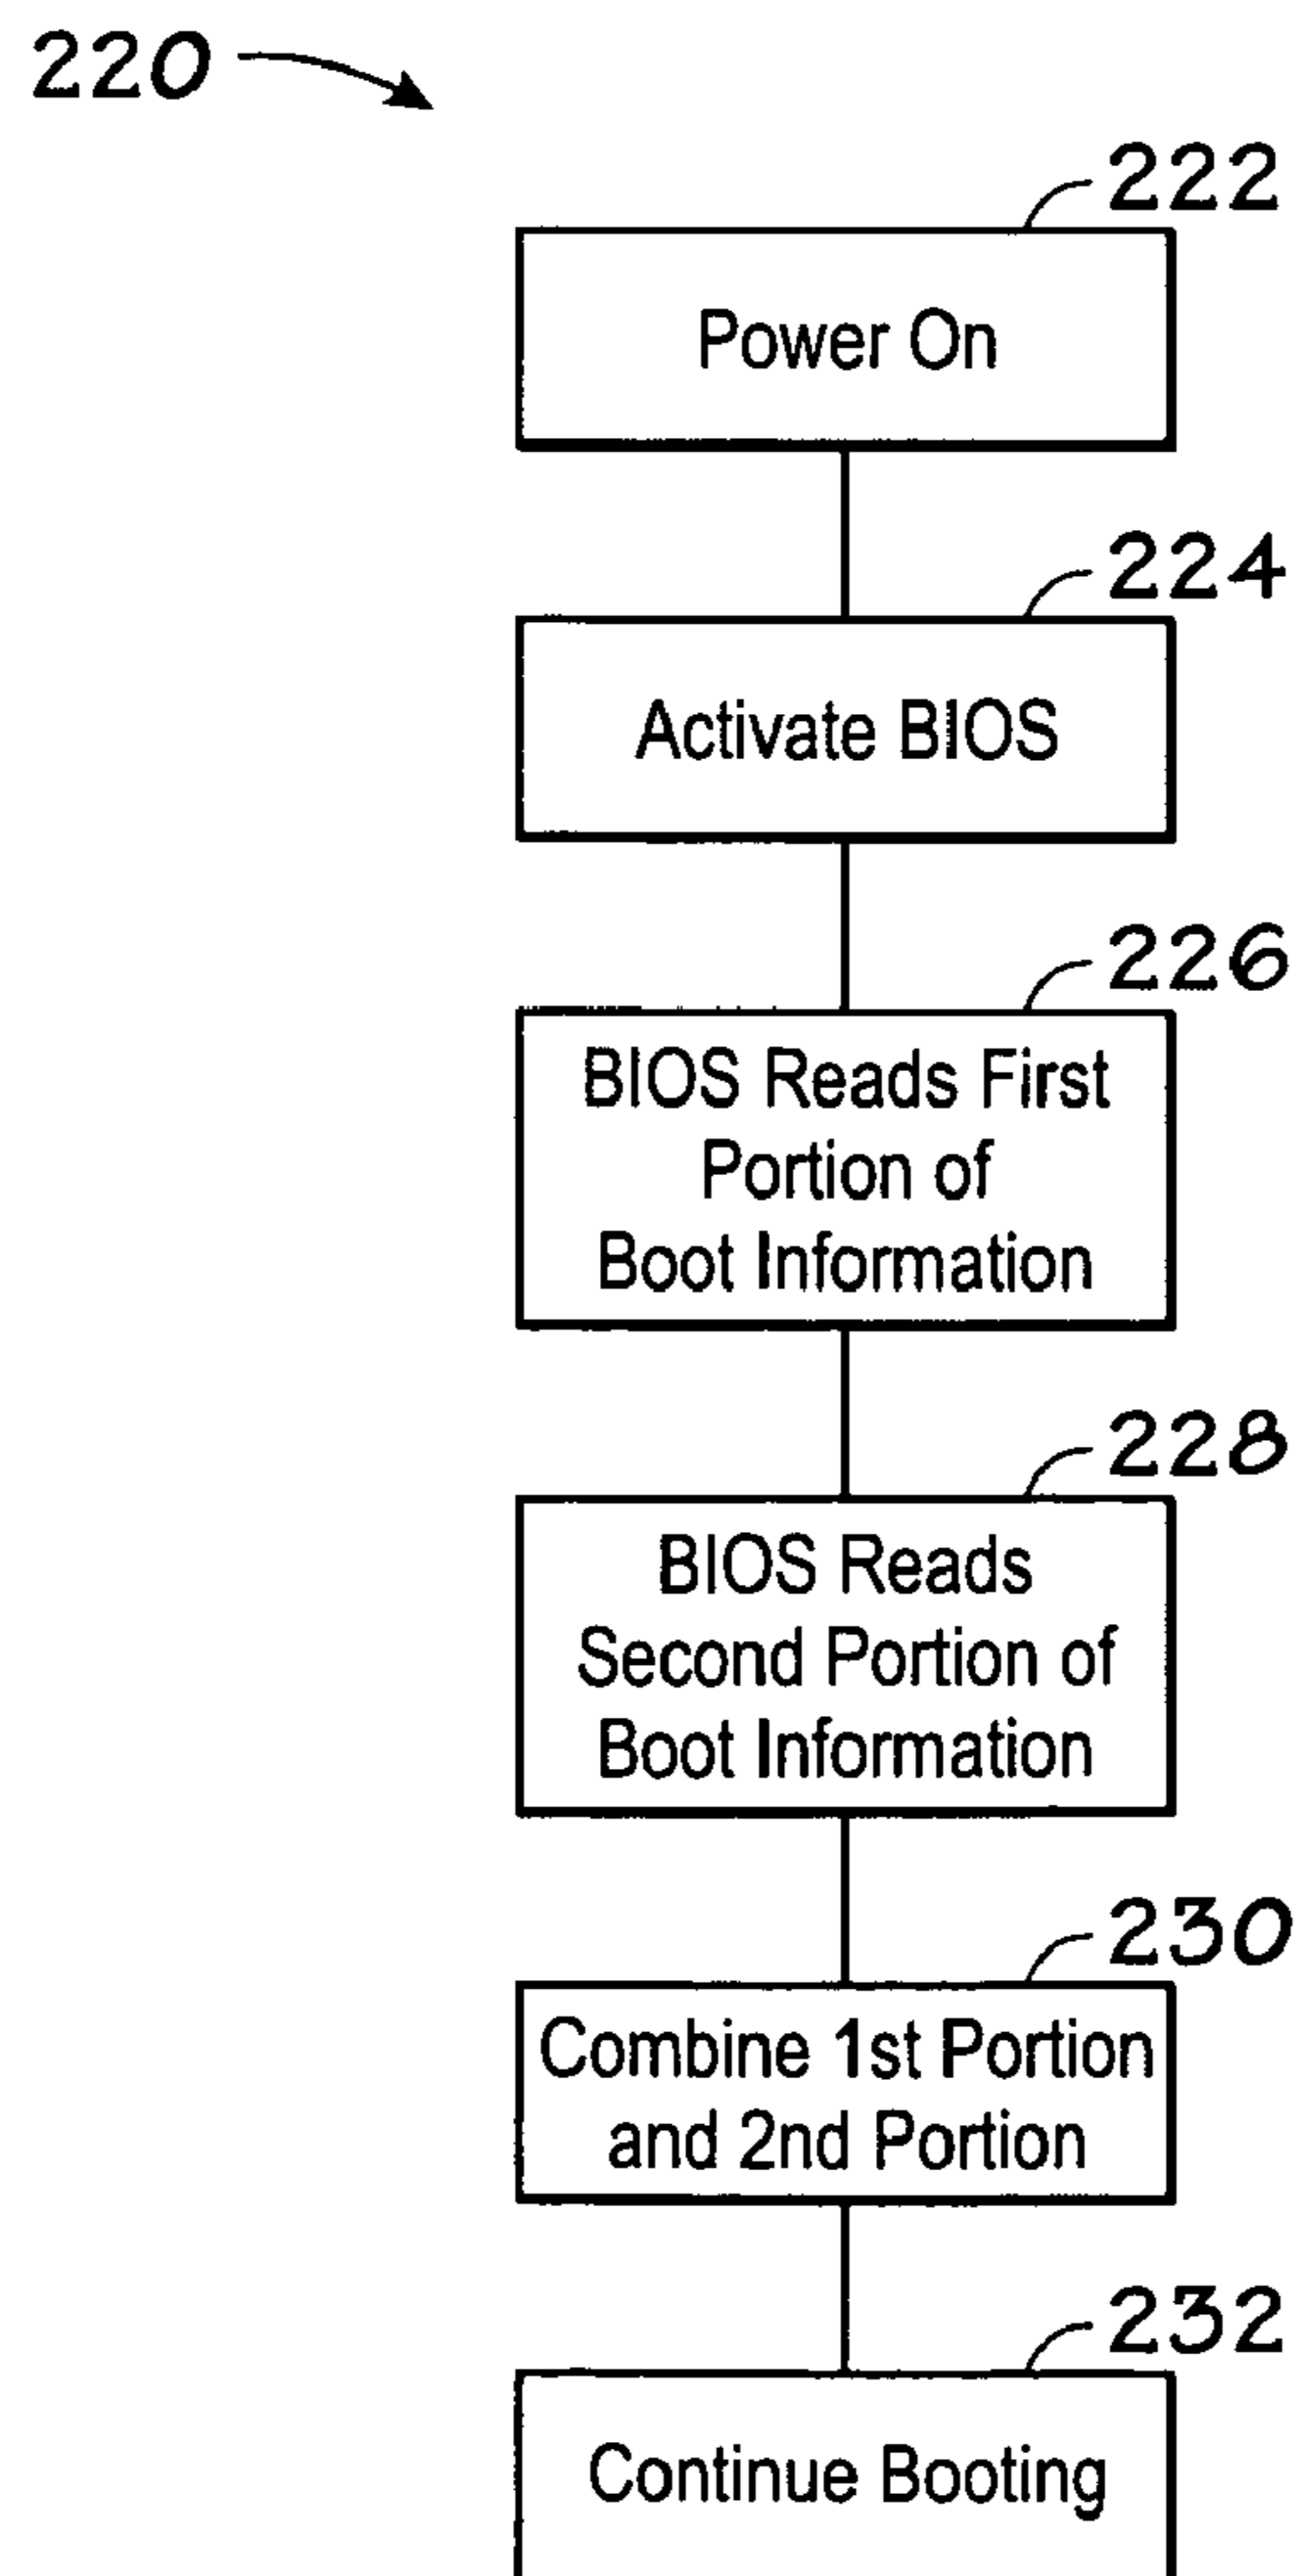 220
222
Power On
224
Activate BIOS
226
BIOS Reads First
Portion of
Boot Information
228
BIOS Reads
Second Portion of
Boot Information
230
Combine 1st Portion
and 2nd Portion
232
Continue Booting